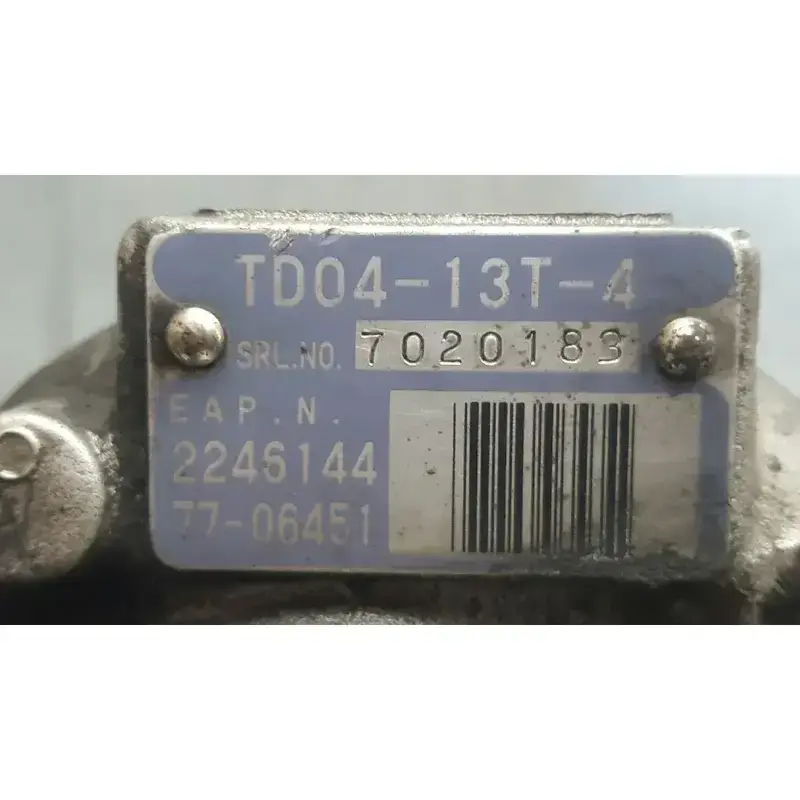 TD04-13T-4
SRL.NO. 7020183
EAP.N.
2246144
77-06451